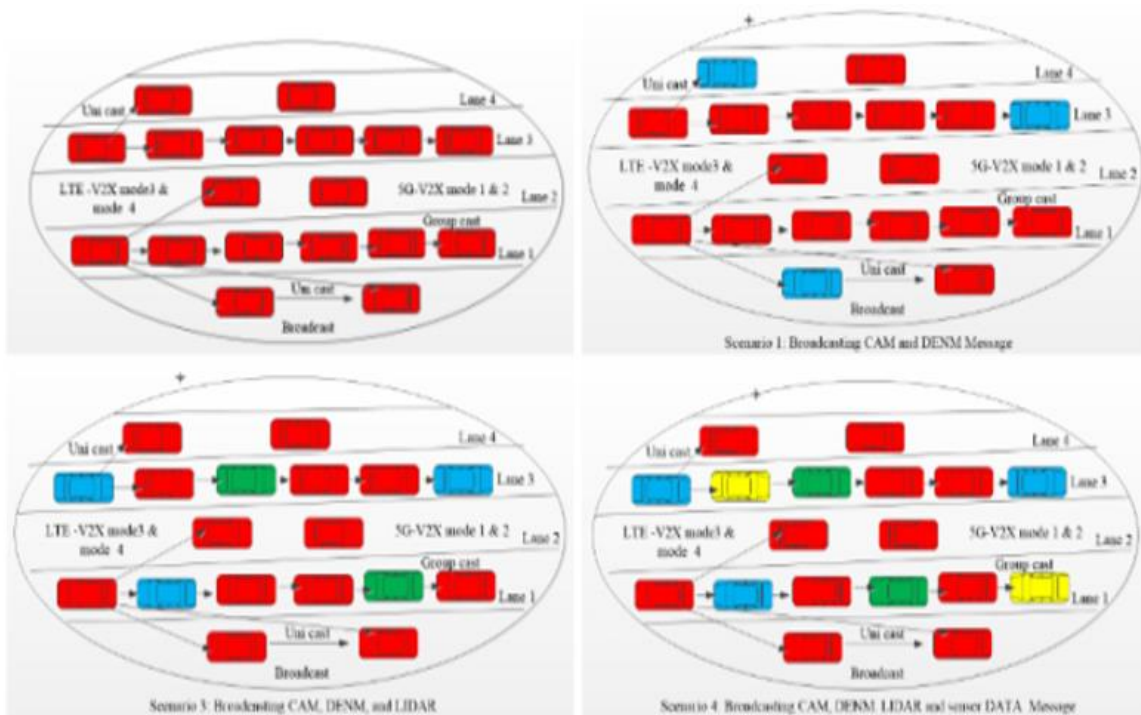 Uni cast
Lane 4
Lane 3
LTE -V2X mode3 &
mode 4
5G-V2X mode 1 & 2
Lane 2
Group cast
Lane 1
Uni cast
Broadcast
Uni cast
Lane 4
Lane 3
LTE -V2X mode3 &
mode 4
5G-V2X mode 1 & 2
Lane 2
Group cast
Lane 1
Uni cast
Broadcast
Scenario 1: Broadcasting CAM and DENM Message
Uni cast
Lane 4
Lane 3
LTE -V2X mode3 &
mode 4
5G-V2X mode 1 & 2
Lane 2
Group cast
Lane 1
Uni cast
Broadcast
Scenario 3: Broadcasting CAM, DENM, and LIDAR
Uni cast
Lane 4
Lane 3
LTE -V2X mode3 &
mode 4
5G-V2X mode 1 & 2
Lane 2
Group cast
Lane 1
Uni cast
Broadcast
Scenario 4: Broadcasting CAM, DENM, LIDAR and sensor DATA Message